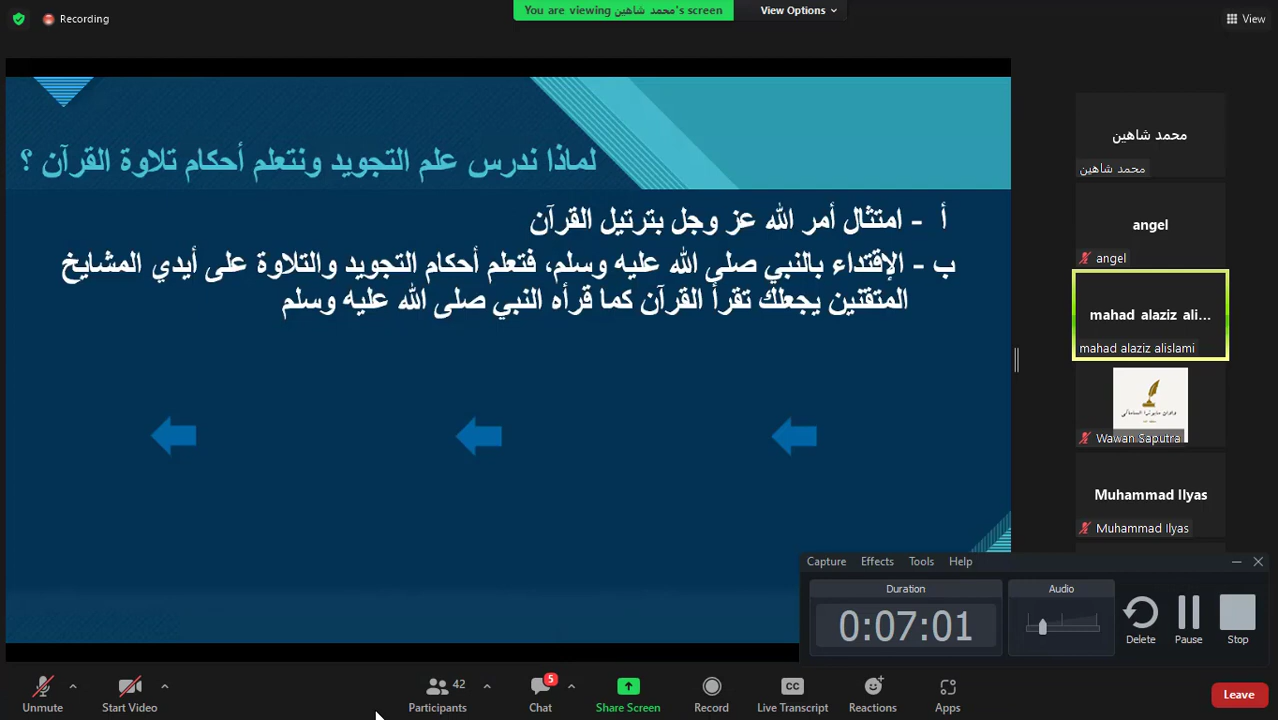 Recording
You are viewing محمد شاهين's screen
View Options
View
لماذا ندرس علم التجويد ونتعلم أحكام تلاوة القرآن ؟
أ - امتثال أمر الله عز وجل بترتيل القرآن
ب - الإقتداء بالنبي صلى الله عليه وسلم، فتعلم أحكام التجويد والتلاوة على أيدي المشايخ
المتقنين يجعلك تقرأ القرآن كما قرأه النبي صلى الله عليه وسلم
محمد شاهين
محمد شاهين
angel
angel
mahad alaziz ali...
mahad alaziz alislami
Wawan Saputra
Muhammad Ilyas
Muhammad Ilyas
Capture Effects Tools Help
Duration
Audio
0:07:01
Delete
Pause
Stop
Unmute
Start Video
42
Participants
5
Chat
Share Screen
Record
CC
Live Transcript
Reactions
Apps
Leave